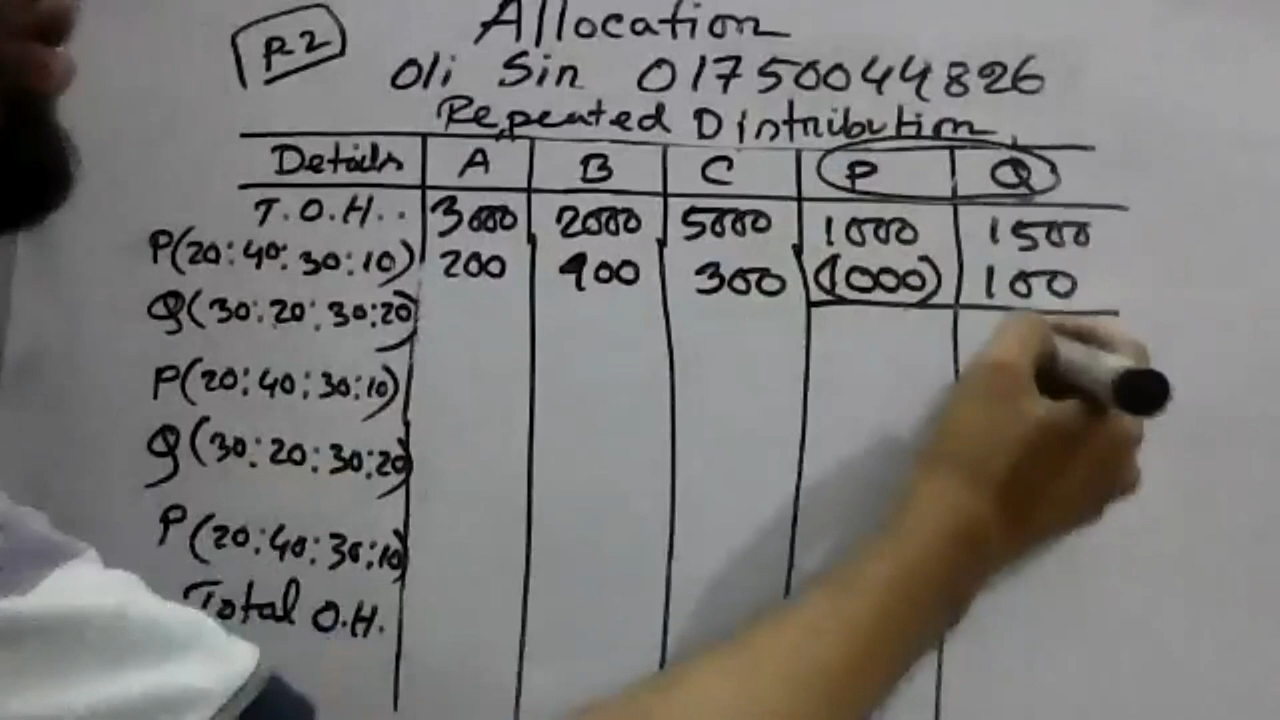 P2
Allocation
Oli Sin 01750044826
Repeated Distribution
Details A B C P Q
T.O.H.. 3000 2000 5000 1000 1500
P(20:40:30:10) 200 400 300 (1000) 100
Q(30:20:30:20)
P(20:40:30:10)
Q(30:20:30:20)
P(20:40:30:10)
Total O.H.